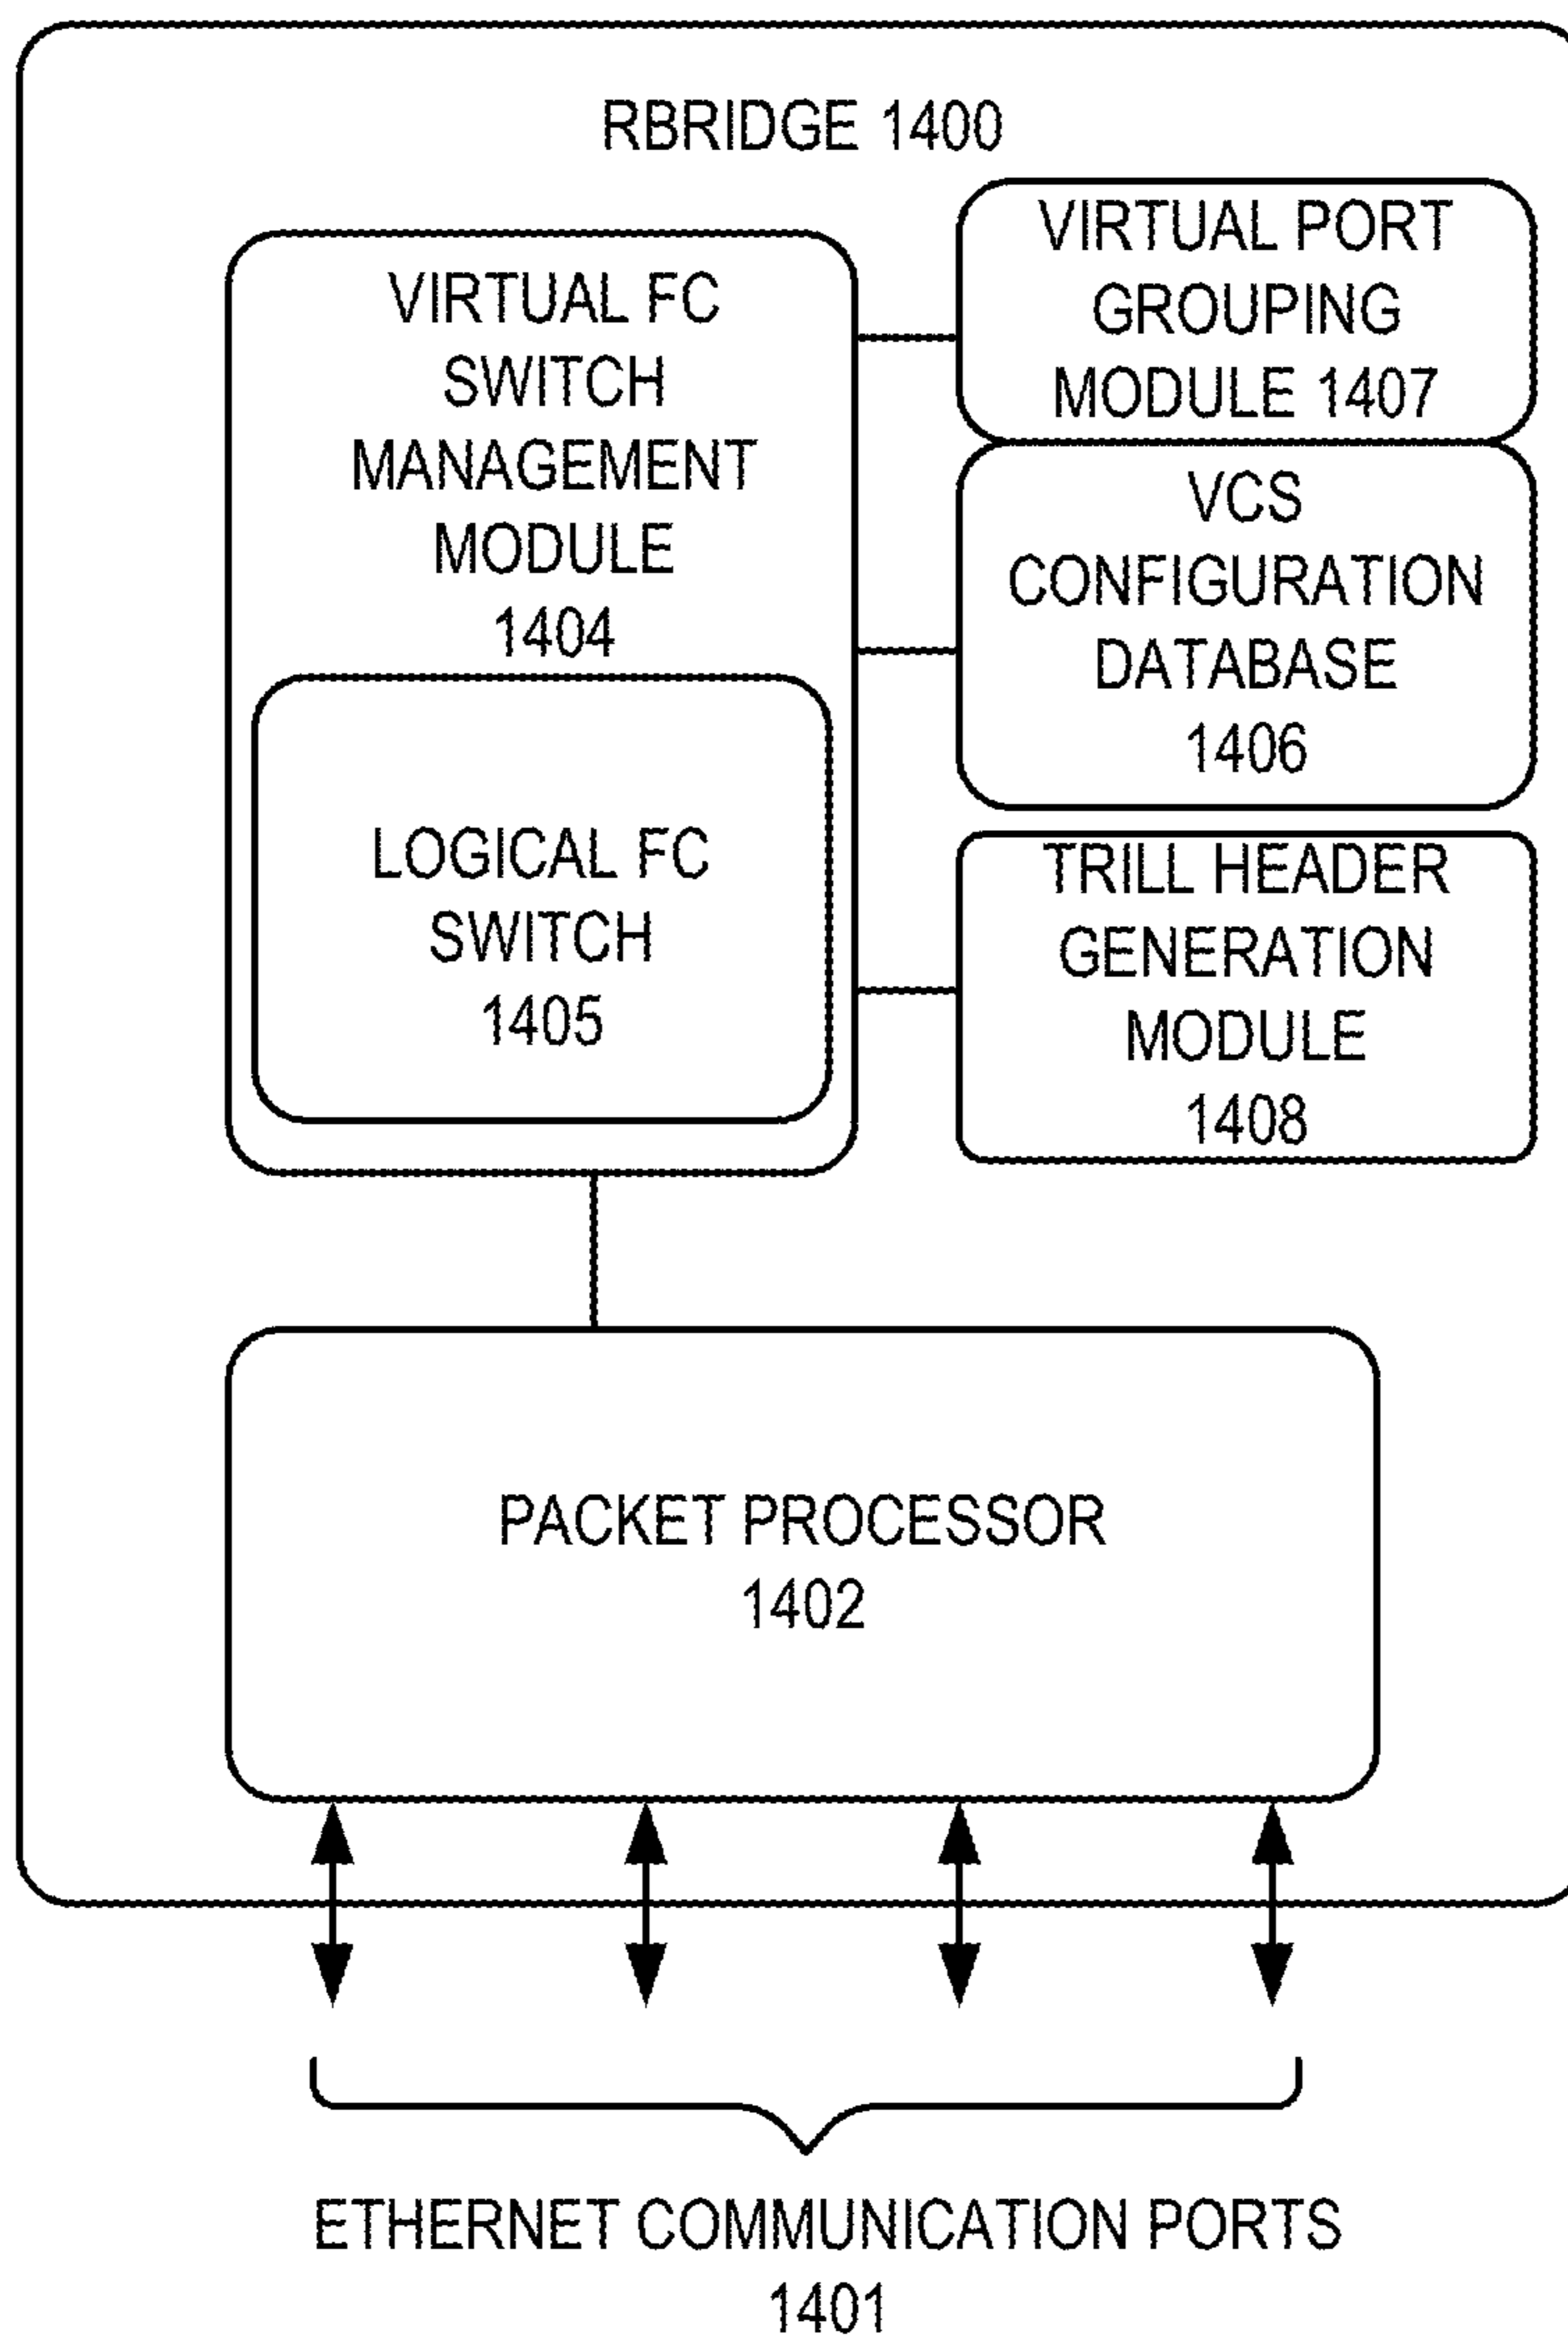 RBRIDGE 1400
VIRTUAL FC
SWITCH
MANAGEMENT
MODULE
1404
LOGICAL FC
SWITCH
1405
VIRTUAL PORT
GROUPING
MODULE 1407
VCS
CONFIGURATION
DATABASE
1406
TRILL HEADER
GENERATION
MODULE
1408
PACKET PROCESSOR
1402
ETHERNET COMMUNICATION PORTS
1401